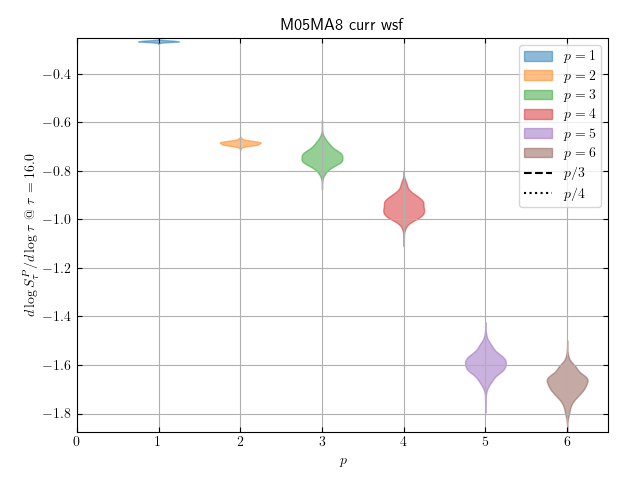 M05MA8 curr wsf
d log S_τ^P / d log τ @ τ = 16.0
−0.4
−0.6
−0.8
−1.0
−1.2
−1.4
−1.6
−1.8
0 1 2 3 4 5 6
p
p = 1
p = 2
p = 3
p = 4
p = 5
p = 6
p/3
p/4